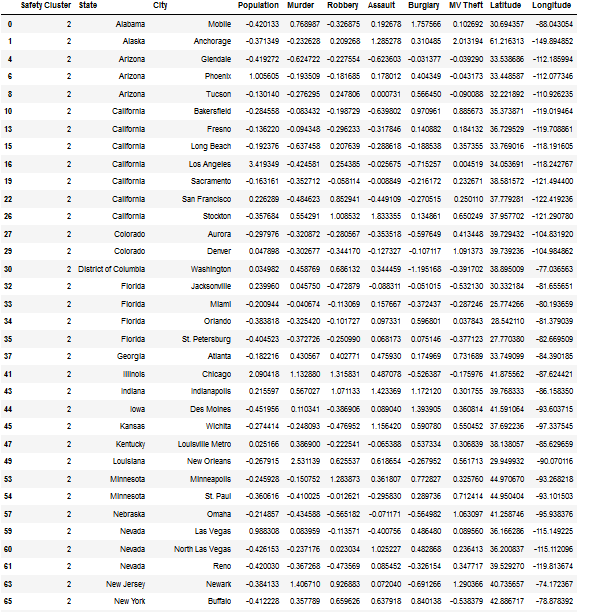 Safety Cluster State City Population Murder Robbery Assault Burglary MV Theft Latitude Longitude
0 2 Alabama Mobile -0.420133 0.768987 -0.326875 0.192678 1.757566 0.102692 30.694357 -88.043054
1 2 Alaska Anchorage -0.371349 -0.232628 0.209268 1.285278 0.310485 2.013194 61.216313 -149.894852
4 2 Arizona Glendale -0.419272 -0.624722 -0.227554 -0.623603 -0.031377 -0.039290 33.538686 -112.185994
6 2 Arizona Phoenix 1.005605 -0.193509 -0.181685 0.178012 0.404349 -0.043173 33.448587 -112.077346
8 2 Arizona Tucson -0.130140 -0.276295 0.247806 0.000731 0.566450 -0.090088 32.221892 -110.926235
10 2 California Bakersfield -0.284558 -0.083432 -0.198729 -0.639802 0.970961 0.885673 35.373871 -119.019464
13 2 California Fresno -0.136220 -0.094348 -0.296233 -0.317846 0.140882 0.184132 36.729529 -119.708861
15 2 California Long Beach -0.192376 -0.637458 0.207639 -0.288618 -0.188538 0.357355 33.769016 -118.191605
16 2 California Los Angeles 3.419349 -0.424581 0.254385 -0.025675 -0.715257 0.004519 34.053691 -118.242767
19 2 California Sacramento -0.163161 -0.352712 -0.058114 -0.008849 -0.216172 0.232671 38.581572 -121.494400
22 2 California San Francisco 0.226289 -0.484623 0.852941 -0.449109 -0.270515 0.250110 37.779281 -122.419236
26 2 California Stockton -0.357684 0.554291 1.008532 1.833355 0.134861 0.650249 37.957702 -121.290780
27 2 Colorado Aurora -0.297976 -0.320872 -0.280567 -0.353518 -0.597649 0.413448 39.729432 -104.831920
29 2 Colorado Denver 0.047898 -0.302677 -0.344170 -0.127327 -0.107117 1.091373 39.739236 -104.984862
30 2 District of Columbia Washington 0.034982 0.458769 0.686132 0.344459 -1.195168 -0.391702 38.895009 -77.036563
32 2 Florida Jacksonville 0.239960 0.045750 -0.472879 -0.088311 -0.051015 -0.532130 30.332184 -81.655651
33 2 Florida Miami -0.200944 -0.040674 -0.113069 0.157667 -0.372437 -0.287246 25.774266 -80.193659
34 2 Florida Orlando -0.383818 -0.325420 -0.101727 0.097331 0.596801 0.037843 28.542110 -81.379039
35 2 Florida St. Petersburg -0.404523 -0.372726 -0.250990 0.068173 0.075146 -0.377123 27.770380 -82.669509
37 2 Georgia Atlanta -0.182216 0.430567 0.402771 0.475930 0.174969 0.731689 33.749099 -84.390185
41 2 Illinois Chicago 2.090418 1.132880 1.315831 0.487078 -0.526387 -0.175976 41.875562 -87.624421
43 2 Indiana Indianapolis 0.215597 0.567027 1.071133 1.423369 1.172120 0.301755 39.768333 -86.158350
44 2 Iowa Des Moines -0.451956 0.110341 -0.386906 0.089040 1.393905 0.360814 41.591064 -93.603715
45 2 Kansas Wichita -0.274414 -0.248093 -0.476952 1.156420 0.590780 0.550452 37.692236 -97.337545
47 2 Kentucky Louisville Metro 0.025166 0.386900 -0.222541 -0.065388 0.537334 0.306839 38.138057 -85.629659
49 2 Louisiana New Orleans -0.267915 2.531139 0.625537 0.618654 -0.267952 0.561713 29.949932 -90.070116
53 2 Minnesota Minneapolis -0.245928 -0.150752 1.283873 0.361807 0.772827 0.325760 44.970670 -93.268218
54 2 Minnesota St. Paul -0.360616 -0.410025 -0.012621 -0.295830 0.289736 0.712414 44.950404 -93.101503
57 2 Nebraska Omaha -0.214857 -0.434588 -0.565182 -0.071171 -0.564982 1.063097 41.258746 -95.938376
59 2 Nevada Las Vegas 0.988308 0.083959 -0.113571 -0.400756 0.486480 0.089560 36.166286 -115.149225
60 2 Nevada North Las Vegas -0.426153 -0.237176 0.023034 1.025227 0.482868 0.236413 36.200837 -115.112096
61 2 Nevada Reno -0.420030 -0.367268 -0.473569 0.085452 -0.326154 0.347717 39.529270 -119.813674
63 2 New Jersey Newark -0.384133 1.406710 0.926883 0.072040 -0.691266 1.290366 40.735657 -74.172367
65 2 New York Buffalo -0.412228 0.357789 0.659626 0.637918 0.840138 -0.538379 42.886717 -78.878392